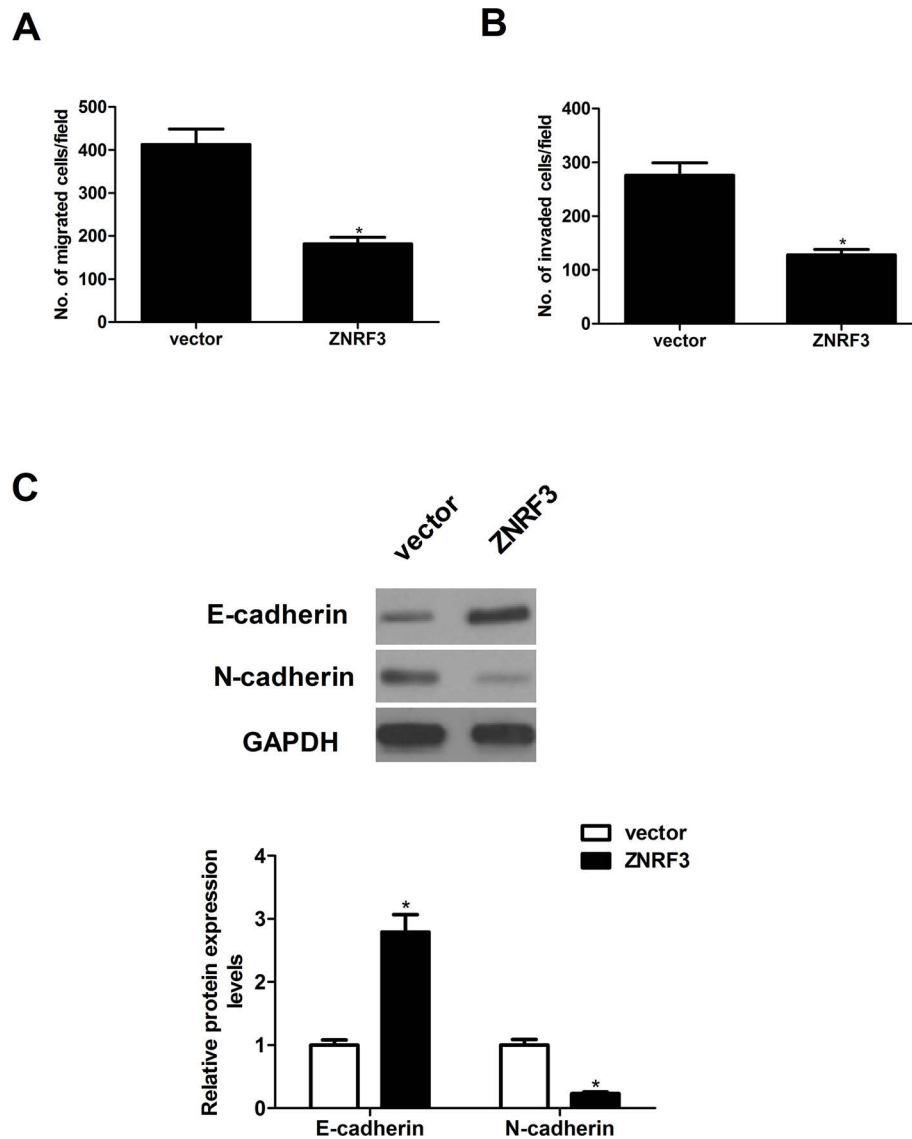 A
B
No. of migrated cells/field
500
400
300
200
100
0
*
vector
ZNRF3
No. of invaded cells/field
400
300
200
100
0
*
vector
ZNRF3
C
vector
ZNRF3
E-cadherin
N-cadherin
GAPDH
vector
ZNRF3
Relative protein expression
levels
4
3
2
1
0
*
*
E-cadherin
N-cadherin